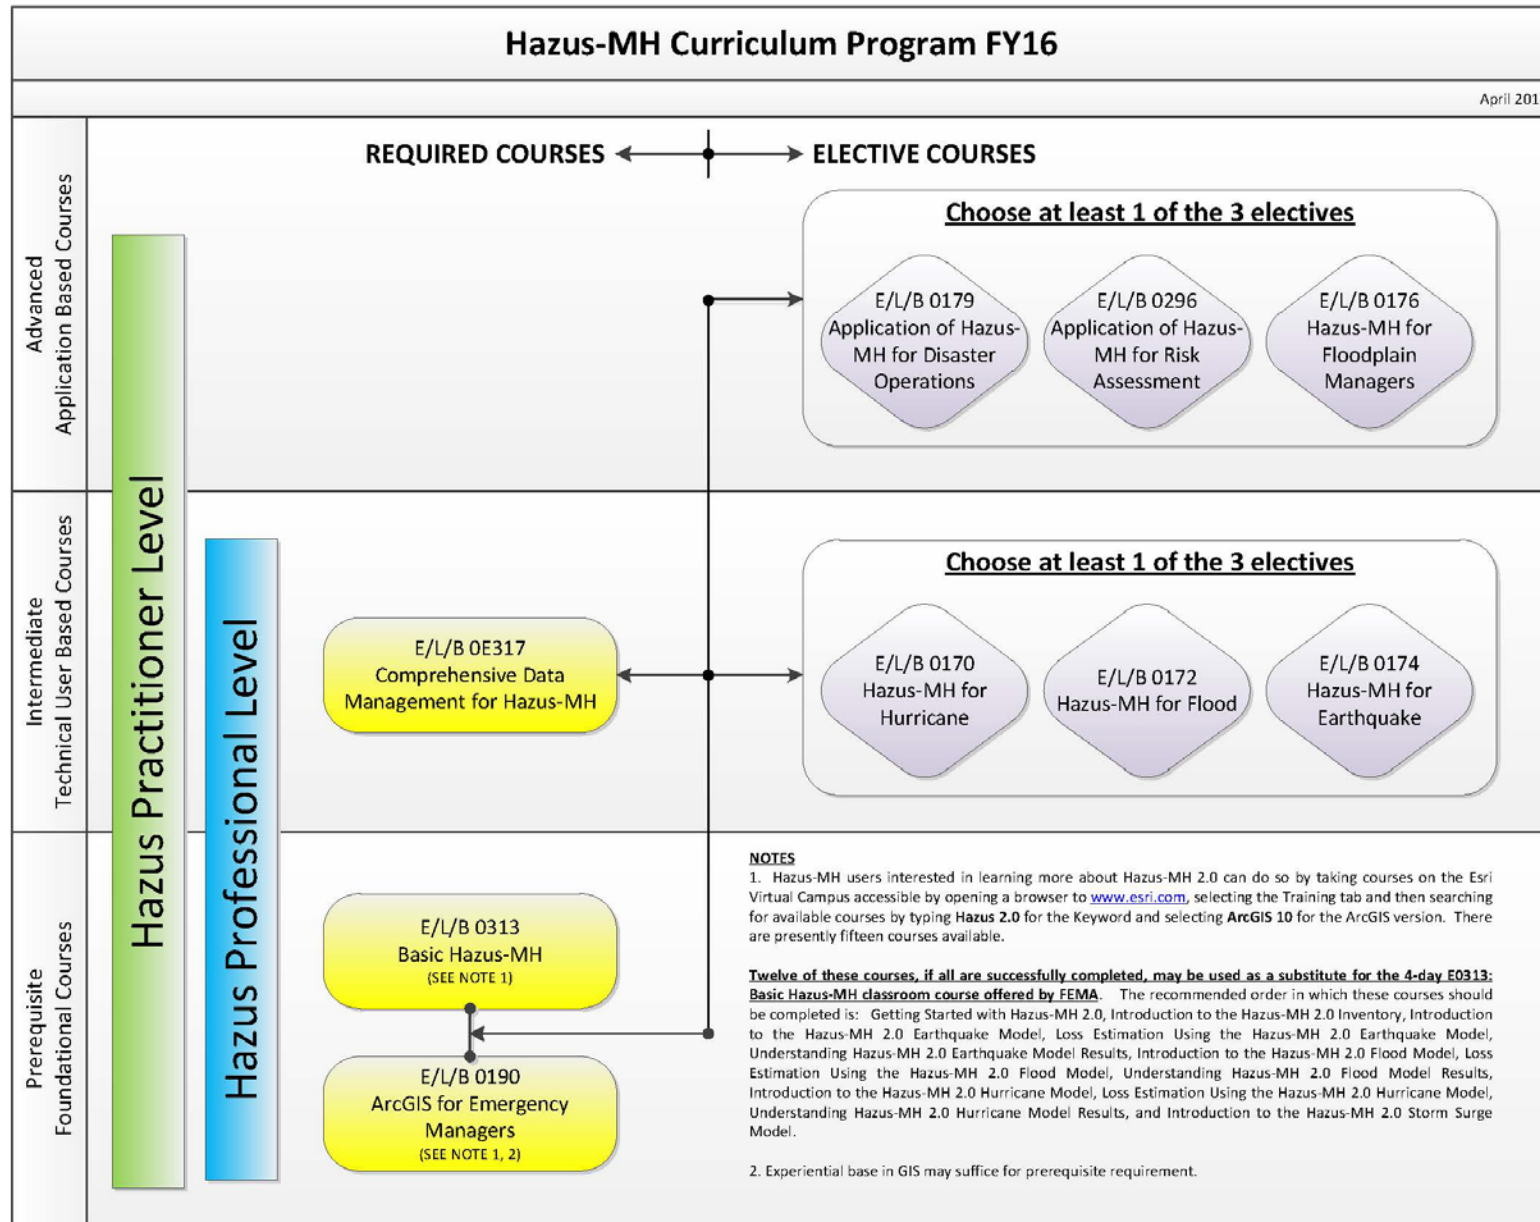 Hazus-MH Curriculum Program FY16
April 201
REQUIRED COURSES
ELECTIVE COURSES
Advanced
Application Based Courses
Choose at least 1 of the 3 electives
E/L/B 0179
Application of Hazus-
MH for Disaster
Operations
E/L/B 0296
Application of Hazus-
MH for Risk
Assessment
E/L/B 0176
Hazus-MH for
Floodplain
Managers
Hazus Practitioner Level
Hazus Professional Level
Intermediate
Technical User Based Courses
E/L/B 0E317
Comprehensive Data
Management for Hazus-MH
Choose at least 1 of the 3 electives
E/L/B 0170
Hazus-MH for
Hurricane
E/L/B 0172
Hazus-MH for Flood
E/L/B 0174
Hazus-MH for
Earthquake
Prerequisite
Foundational Courses
E/L/B 0313
Basic Hazus-MH
(SEE NOTE 1)
E/L/B 0190
ArcGIS for Emergency
Managers
(SEE NOTE 1, 2)
NOTES
1. Hazus-MH users interested in learning more about Hazus-MH 2.0 can do so by taking courses on the Esri
Virtual Campus accessible by opening a browser to www.esri.com, selecting the Training tab and then searching
for available courses by typing Hazus 2.0 for the Keyword and selecting ArcGIS 10 for the ArcGIS version. There
are presently fifteen courses available.
Twelve of these courses, if all are successfully completed, may be used as a substitute for the 4-day E0313:
Basic Hazus-MH classroom course offered by FEMA. The recommended order in which these courses should
be completed is: Getting Started with Hazus-MH 2.0, Introduction to the Hazus-MH 2.0 Inventory, Introduction
to the Hazus-MH 2.0 Earthquake Model, Loss Estimation Using the Hazus-MH 2.0 Earthquake Model,
Understanding Hazus-MH 2.0 Earthquake Model Results, Introduction to the Hazus-MH 2.0 Flood Model, Loss
Estimation Using the Hazus-MH 2.0 Flood Model, Understanding Hazus-MH 2.0 Flood Model Results,
Introduction to the Hazus-MH 2.0 Hurricane Model, Loss Estimation Using the Hazus-MH 2.0 Hurricane Model,
Understanding Hazus-MH 2.0 Hurricane Model Results, and Introduction to the Hazus-MH 2.0 Storm Surge
Model.
2. Experiential base in GIS may suffice for prerequisite requirement.